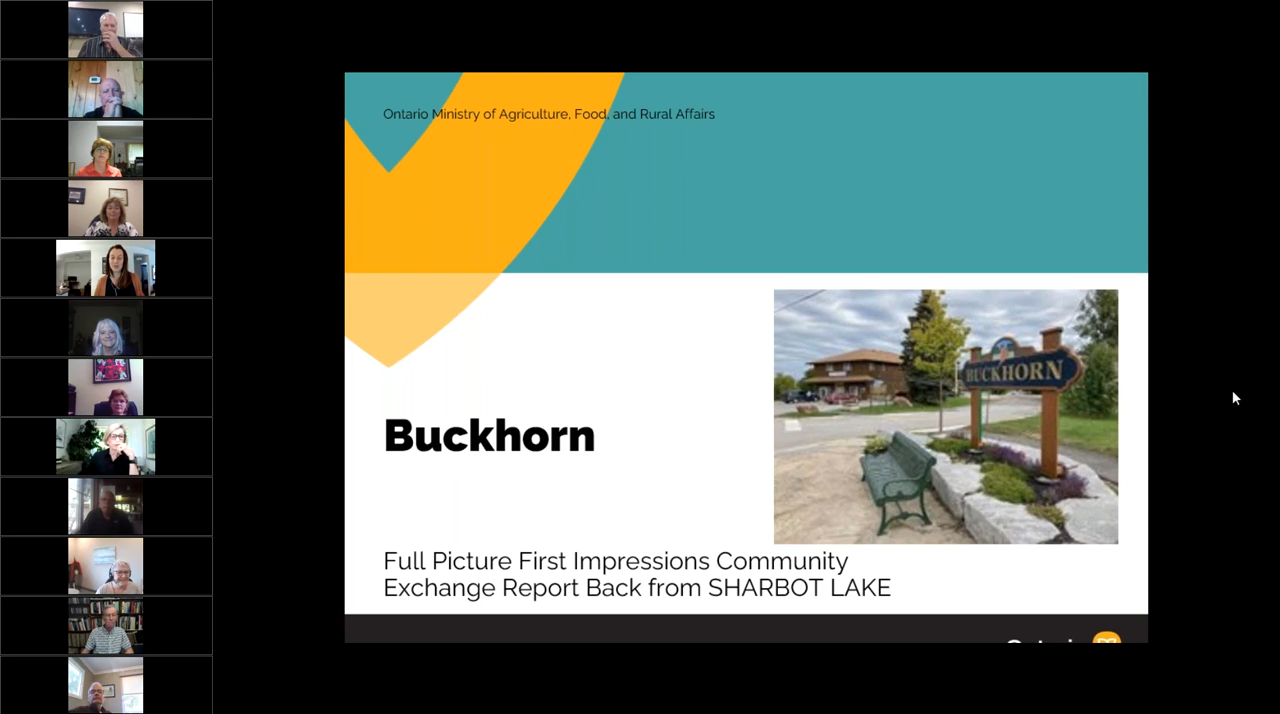 Ontario Ministry of Agriculture, Food, and Rural Affairs
BUCKHORN
Buckhorn
Full Picture First Impressions Community
Exchange Report Back from SHARBOT LAKE